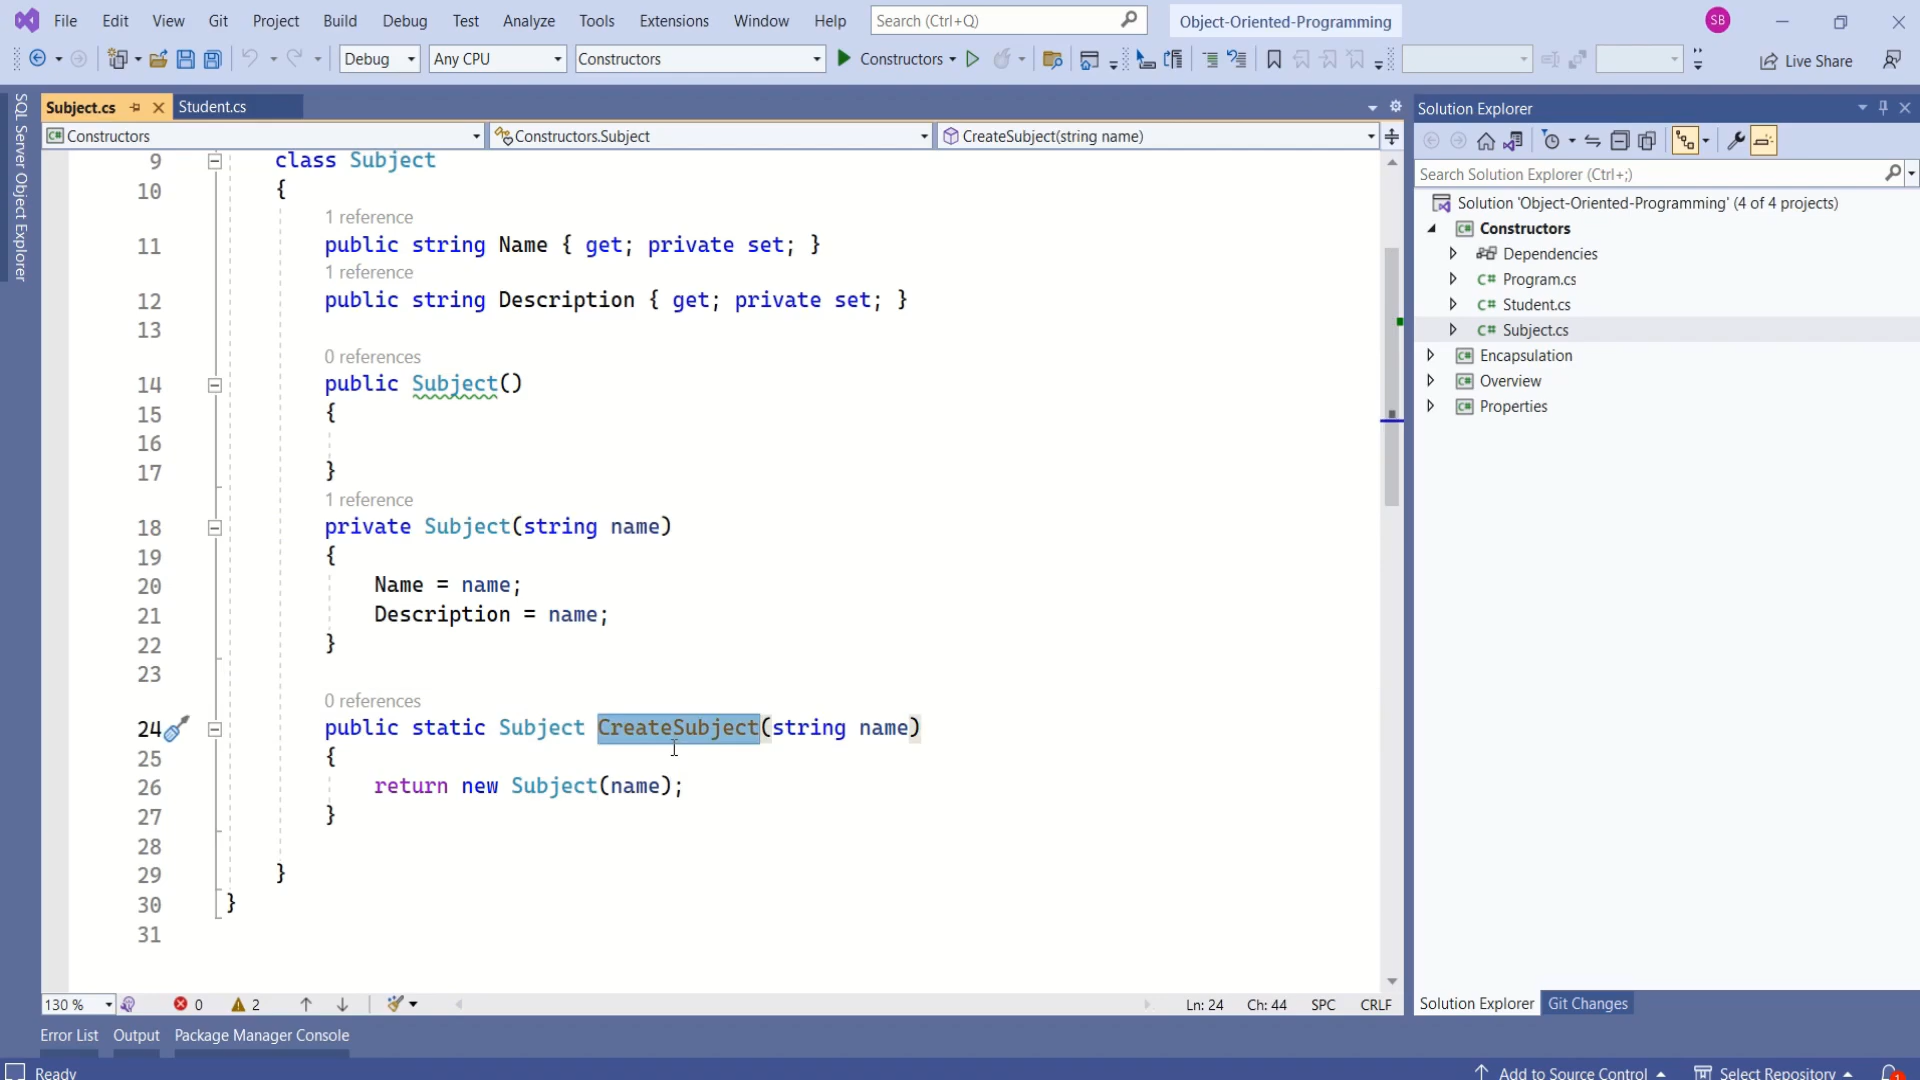 File Edit View Git Project Build Debug Test Analyze Tools Extensions Window Help Search (Ctrl+Q) Object-Oriented-Programming SB
Debug Any CPU Constructors Constructors Live Share
SQL Server Object Explorer
Subject.cs Student.cs
Constructors Constructors.Subject CreateSubject(string name)
9 class Subject
10 {
1 reference
11 public string Name { get; private set; }
1 reference
12 public string Description { get; private set; }
13
0 references
14 public Subject()
15 {
16
17 }
1 reference
18 private Subject(string name)
19 {
20 Name = name;
21 Description = name;
22 }
23
0 references
24 public static Subject CreateSubject(string name)
25 {
26 return new Subject(name);
27 }
28
29 }
30 }
31
130 % 0 2 Ln: 24 Ch: 44 SPC CRLF
Solution Explorer
Search Solution Explorer (Ctrl+;)
Solution 'Object-Oriented-Programming' (4 of 4 projects)
Constructors
Dependencies
C# Program.cs
C# Student.cs
C# Subject.cs
C# Encapsulation
C# Overview
C# Properties
Solution Explorer Git Changes
Error List Output Package Manager Console
Ready Add to Source Control Select Repository 1